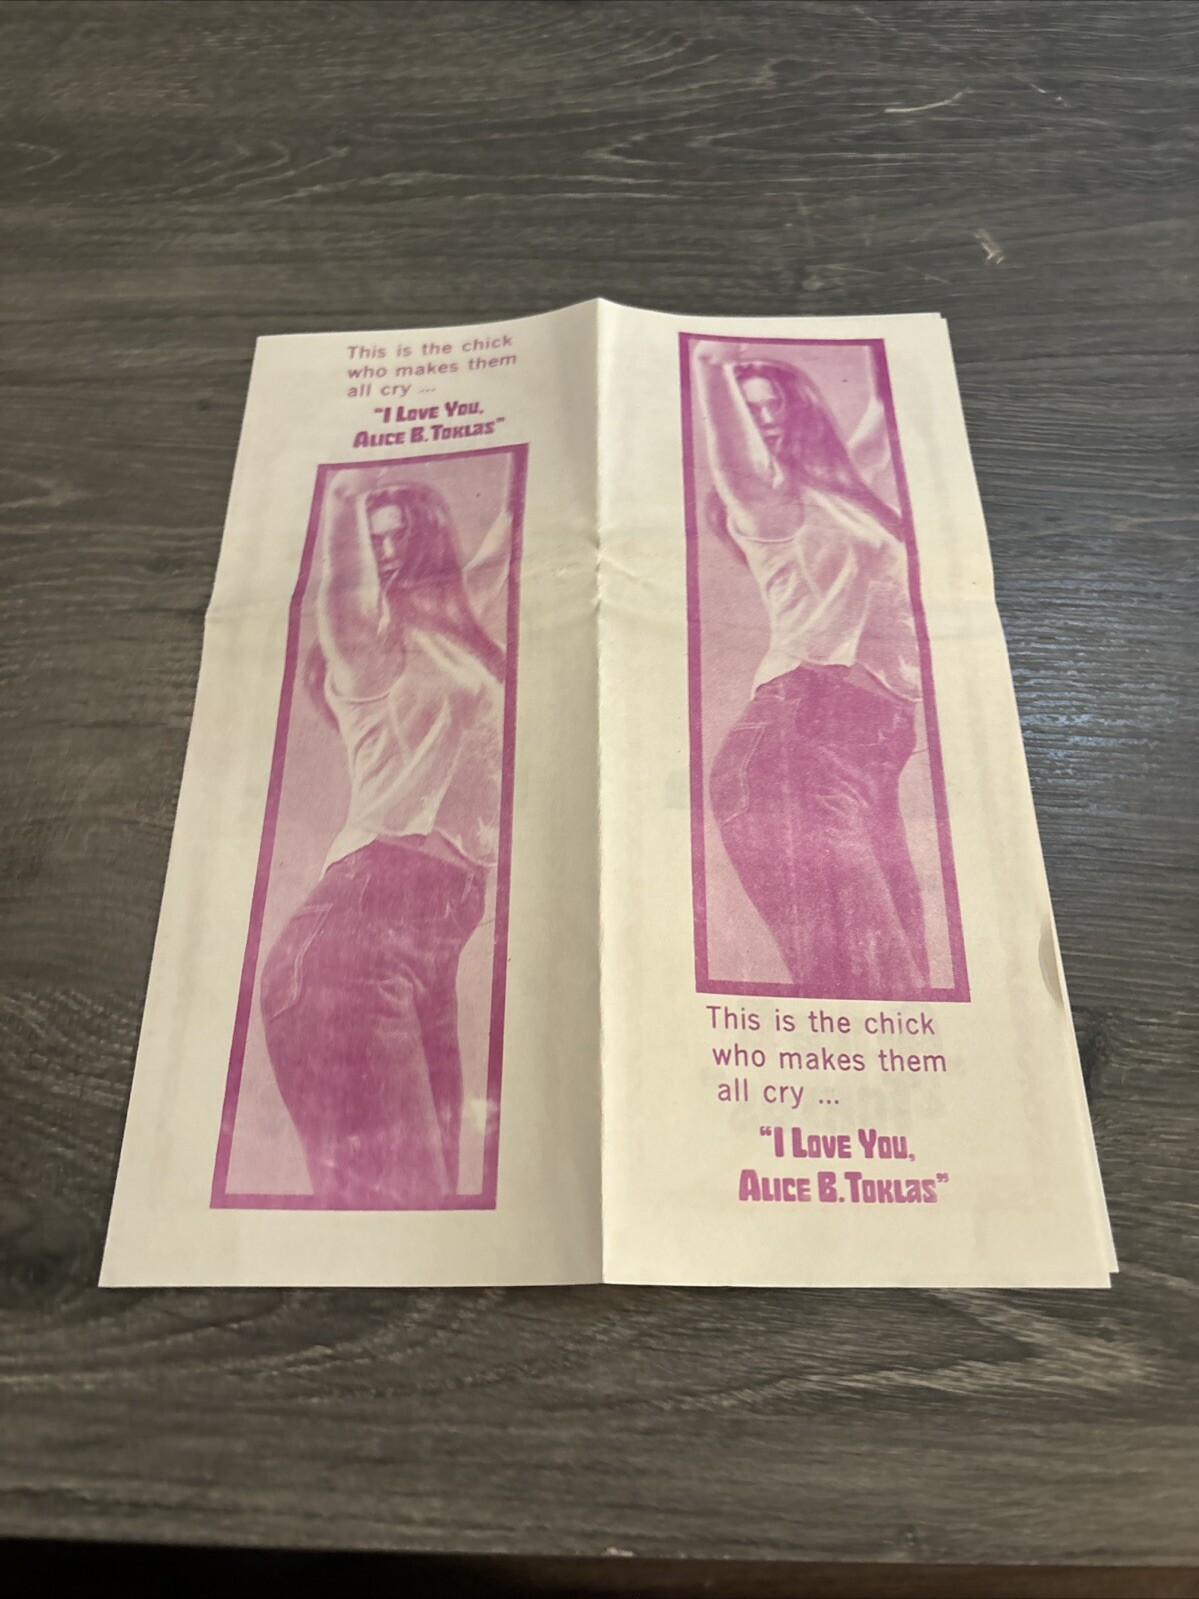 This is the chick
who makes them
all cry ...
"I Love You,
Alice B. Toklas"
This is the chick
who makes them
all cry ...
"I Love You,
Alice B. Toklas"